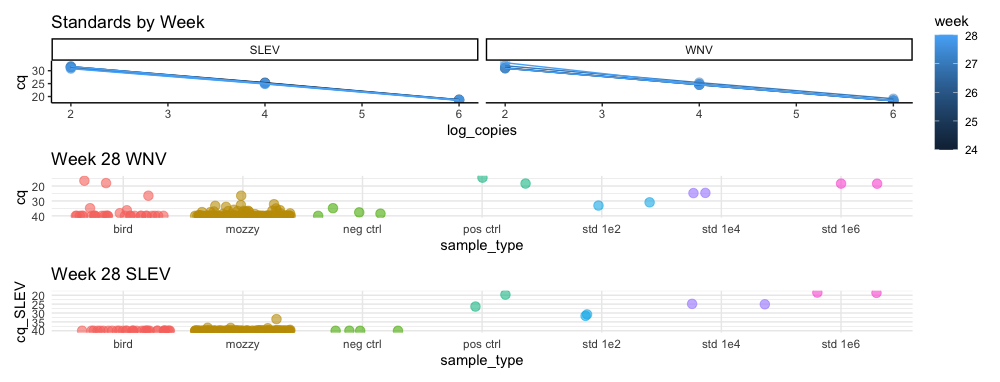 Standards by Week
week
SLEV
WNV
28
27
26
25
24
cq
30
25
20
2
3
4
5
6
2
3
4
5
6
log_copies
Week 28 WNV
cq
20
30
40
bird
mozzy
neg ctrl
pos ctrl
std 1e2
std 1e4
std 1e6
sample_type
Week 28 SLEV
cq_SLEV
20
25
30
35
40
bird
mozzy
neg ctrl
pos ctrl
std 1e2
std 1e4
std 1e6
sample_type